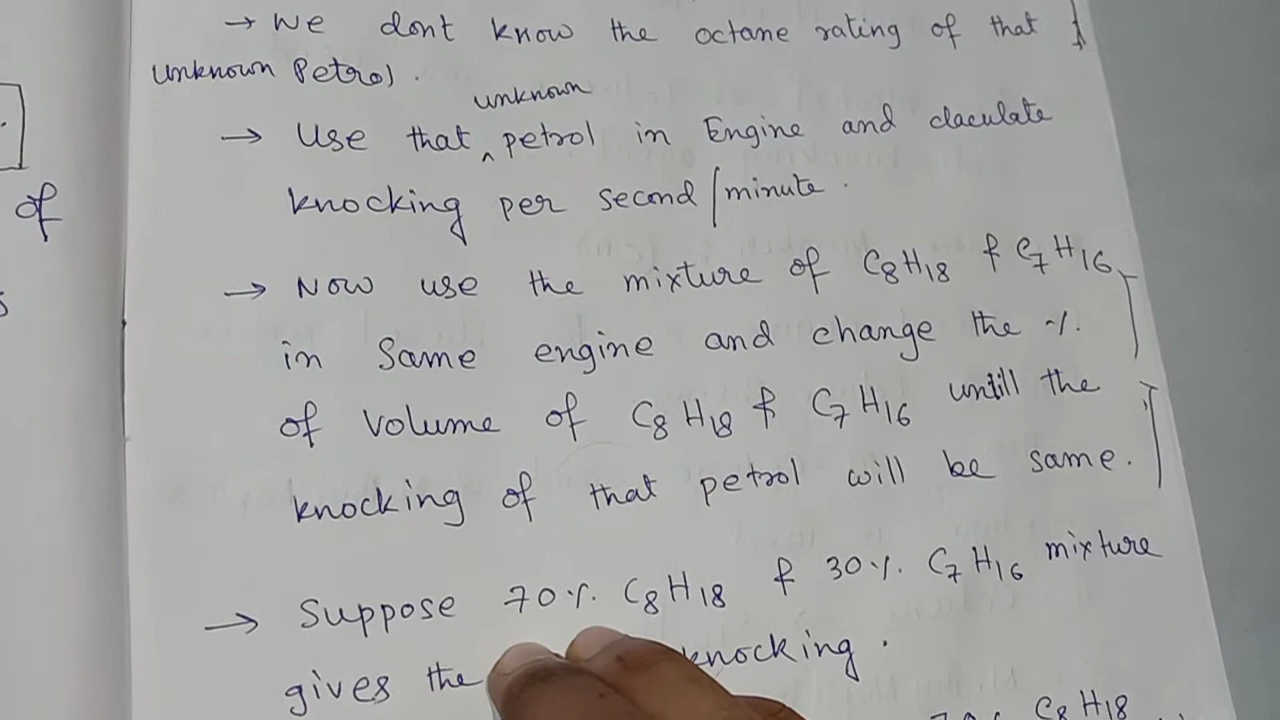 → We dont know the octane rating of that
unknown Petrol.
unknown
→ Use that ^ petrol in Engine and claculate
knocking per second/minute.
→ Now use the mixture of C8H18 & C7H16
in Same engine and change the %
of volume of C8H18 & C7H16 untill the
knocking of that petrol will be same.
→ Suppose 70% C8H18 & 30% C7H16 mixture
gives the knocking.
C8H18
of